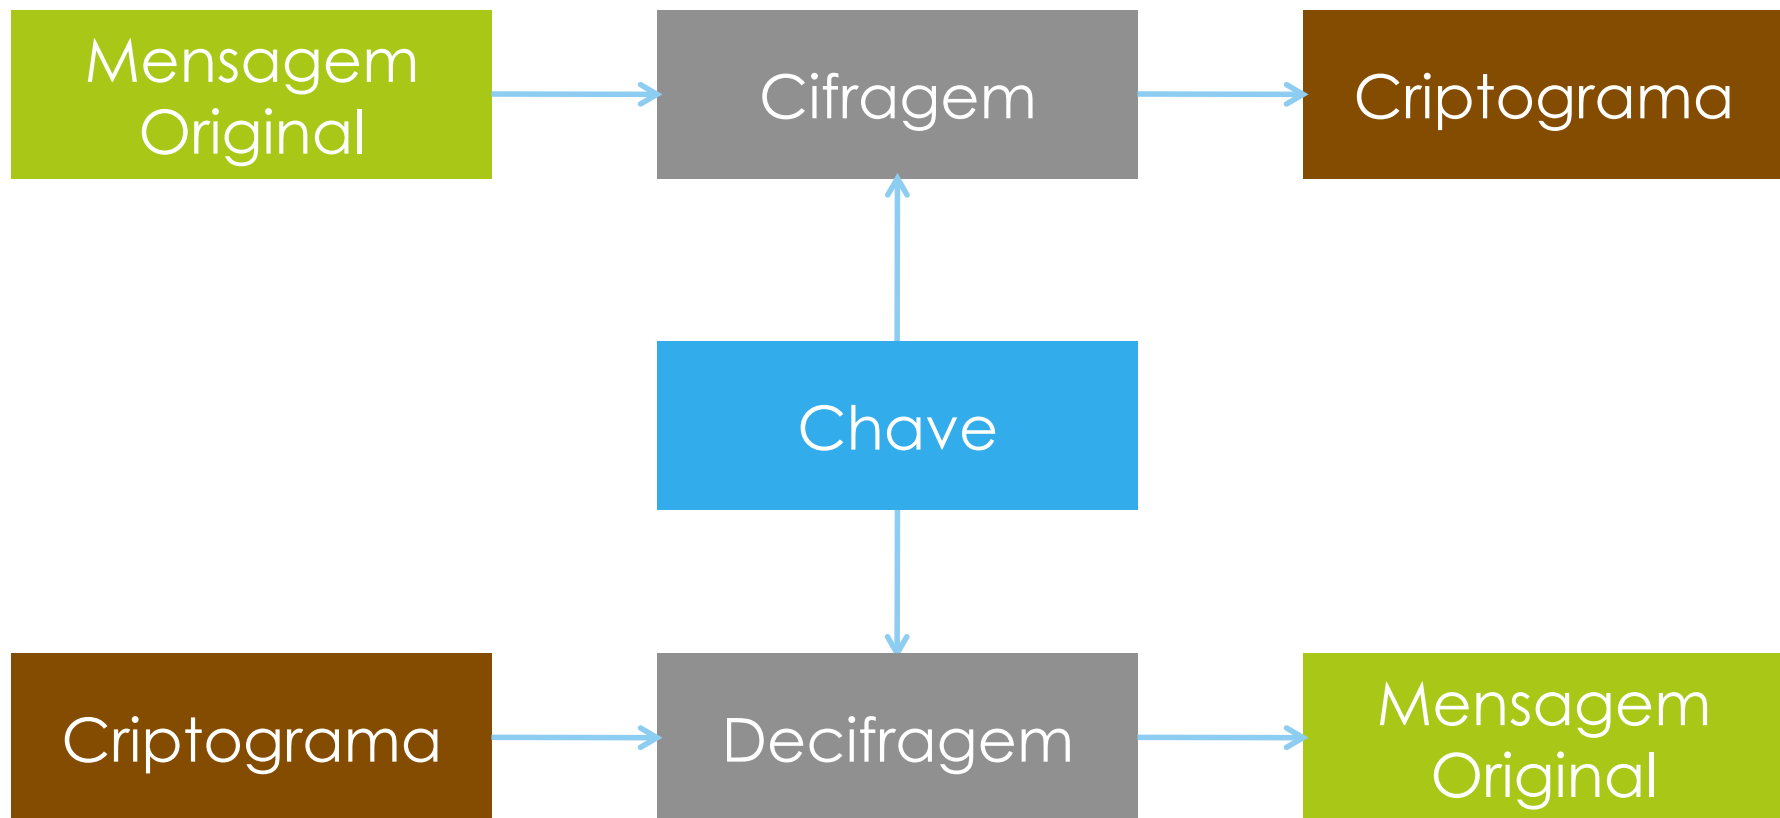 Mensagem
Original
Cifragem
Criptograma
Chave
Criptograma
Decifragem
Mensagem
Original